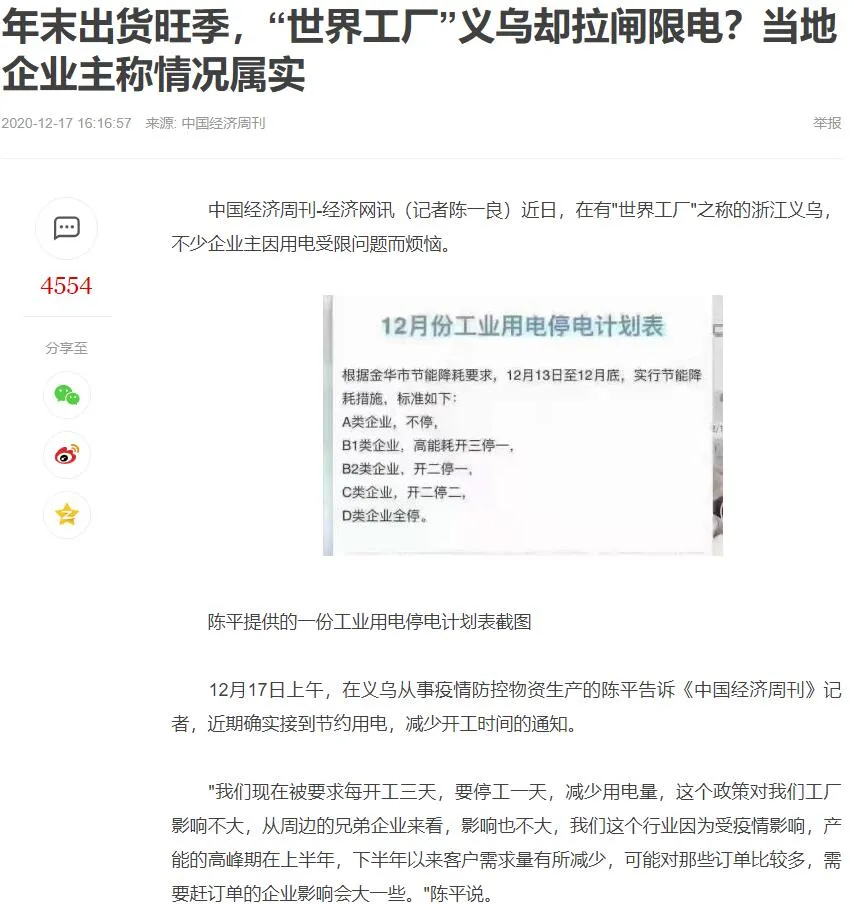 年末出货旺季，“世界工厂”义乌却拉闸限电？当地
企业主称情况属实
2020-12-17 16:16:57 来源: 中国经济周刊
举报
中国经济周刊-经济网讯（记者陈一良）近日，在有"世界工厂"之称的浙江义乌，
不少企业主因用电受限问题而烦恼。
4554
分享至
12月份工业用电停电计划表
根据金华市节能降耗要求，12月13日至12月底，实行节能降
耗措施，标准如下：
A类企业，不停，
B1类企业，高能耗开三停一，
B2类企业，开二停一，
C类企业，开二停二，
D类企业全停。
陈平提供的一份工业用电停电计划表截图
12月17日上午，在义乌从事疫情防控物资生产的陈平告诉《中国经济周刊》记
者，近期确实接到节约用电，减少开工时间的通知。
"我们现在被要求每开工三天，要停工一天，减少用电量，这个政策对我们工厂
影响不大，从周边的兄弟企业来看，影响也不大，我们这个行业因为受疫情影响，产
能的高峰期在上半年，下半年以来客户需求量有所减少，可能对那些订单比较多，需
要赶订单的企业影响会大一些。"陈平说。